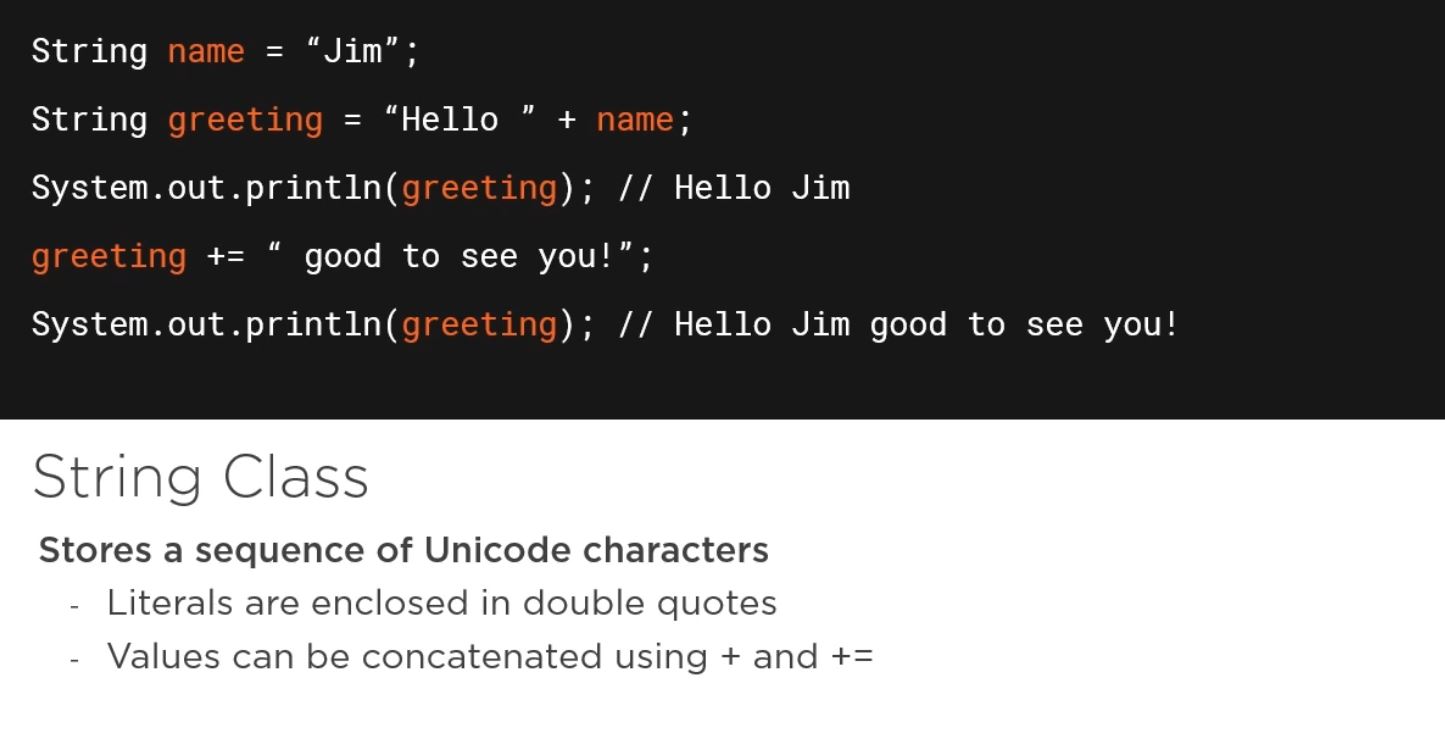 String name = “Jim”;
String greeting = “Hello ” + name;
System.out.println(greeting); // Hello Jim
greeting += “ good to see you!”;
System.out.println(greeting); // Hello Jim good to see you!
String Class
Stores a sequence of Unicode characters
- Literals are enclosed in double quotes
- Values can be concatenated using + and +=